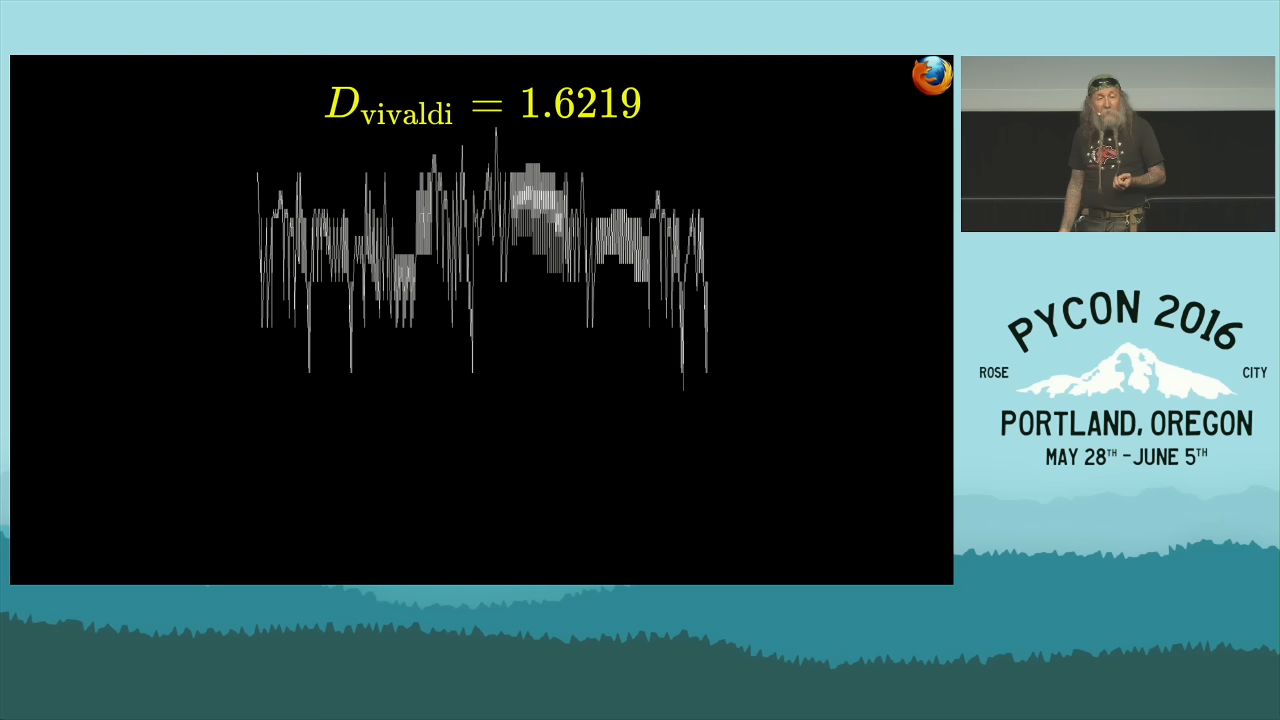 D_vivaldi = 1.6219
PYCON 2016
ROSE CITY
PORTLAND, OREGON
MAY 28TH - JUNE 5TH